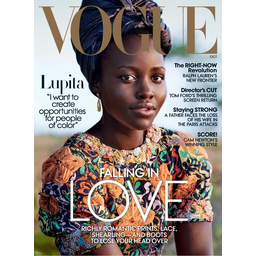 VOGUE
OCT
The RIGHT-NOW
Revolution
RALPH LAUREN'S
NEW FRONTIER
Lupita
"I want to
create
opportunities
for people
of color"
Director's CUT
TOM FORD'S THRILLING
SCREEN RETURN
Staying STRONG
A FATHER FACES THE LOSS
OF HIS WIFE IN
THE PARIS ATTACKS
SCORE!
CAM NEWTON'S
WINNING STYLE
FALLING IN
LOVE
RICHLY ROMANTIC PRINTS, LACE,
SHEARLING—AND BOOTS
TO LOSE YOUR HEAD OVER